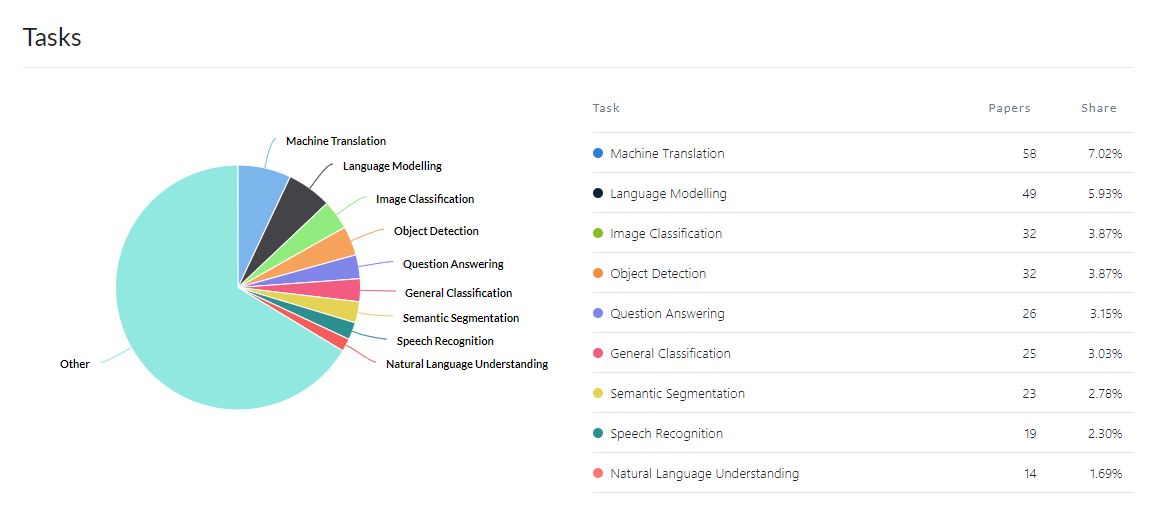 Tasks
Machine Translation
Language Modelling
Image Classification
Object Detection
Question Answering
General Classification
Semantic Segmentation
Speech Recognition
Natural Language Understanding
Other
Task Papers Share
Machine Translation 58 7.02%
Language Modelling 49 5.93%
Image Classification 32 3.87%
Object Detection 32 3.87%
Question Answering 26 3.15%
General Classification 25 3.03%
Semantic Segmentation 23 2.78%
Speech Recognition 19 2.30%
Natural Language Understanding 14 1.69%